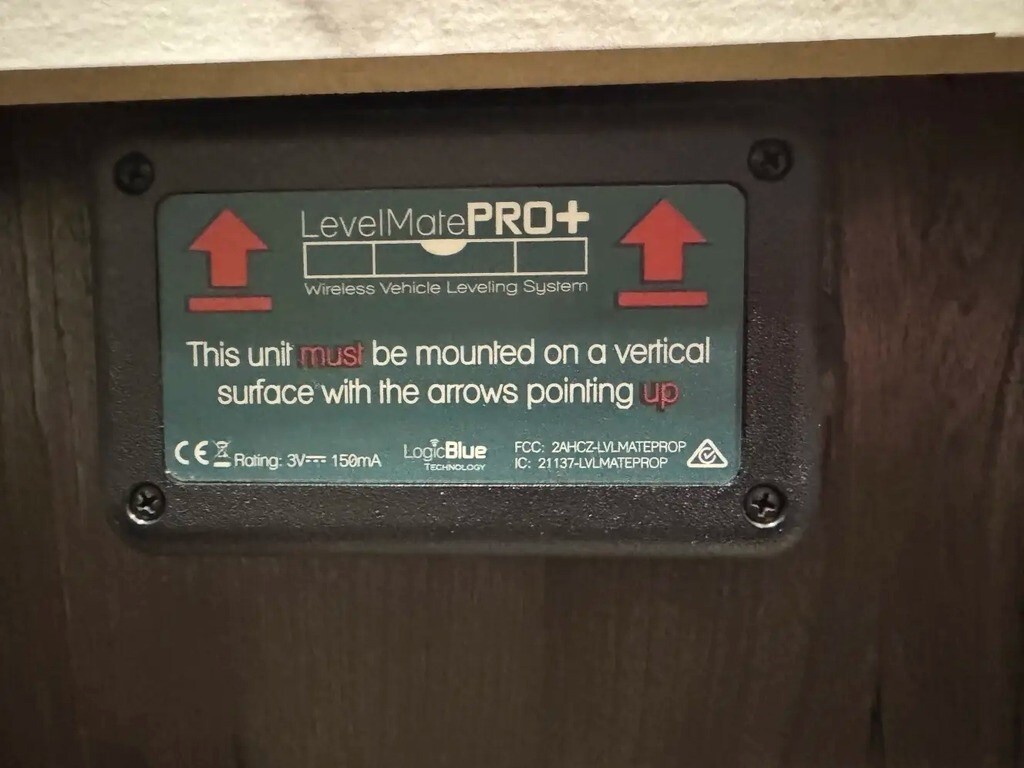 LevelMatePRO+
Wireless Vehicle Leveling System
This unit must be mounted on a vertical
surface with the arrows pointing up
CE Rating: 3V⎓ 150mA
LogicBlue
TECHNOLOGY
FCC: 2AHCZ-LVLMATEPROP
IC: 21137-LVLMATEPROP